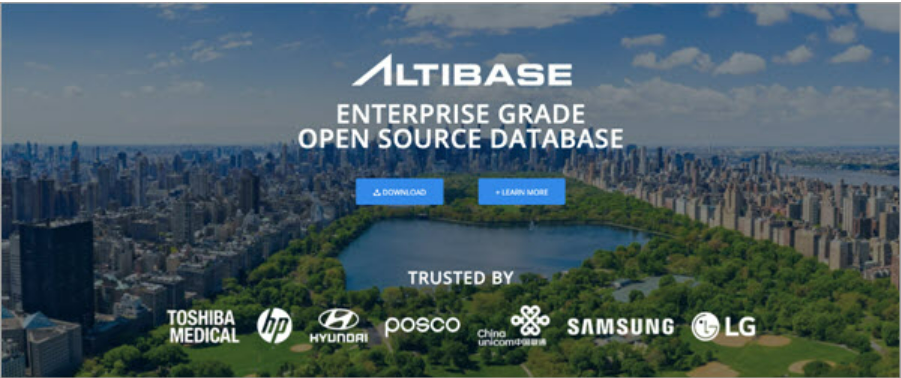 ALTIBASE
ENTERPRISE GRADE
OPEN SOURCE DATABASE
DOWNLOAD
+ LEARN MORE
TRUSTED BY
TOSHIBA
MEDICAL
hp
HYUNDAI
posco
China
unicom中国联通
SAMSUNG
LG